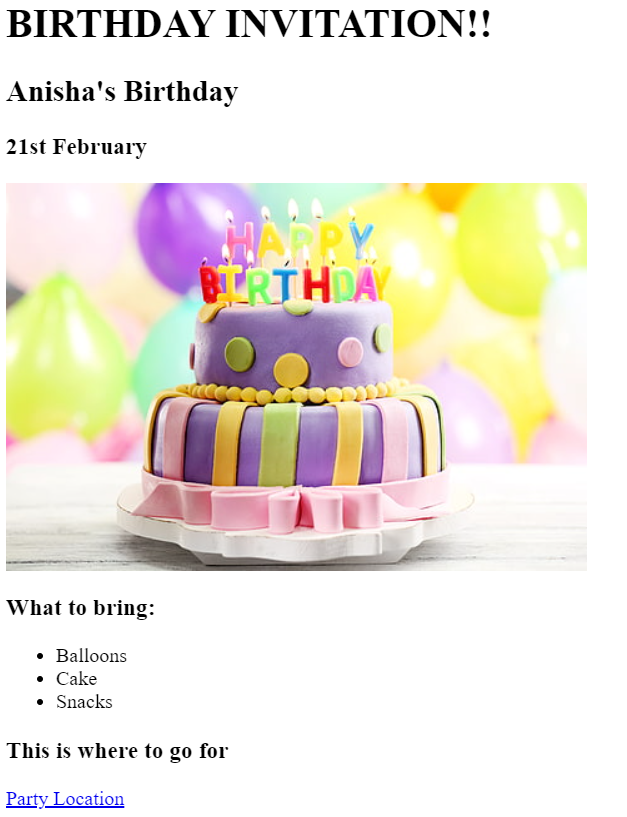 BIRTHDAY INVITATION!!
Anisha's Birthday
21st February
HAPPY
BIRTHDAY
What to bring:
Balloons
Cake
Snacks
This is where to go for
Party Location